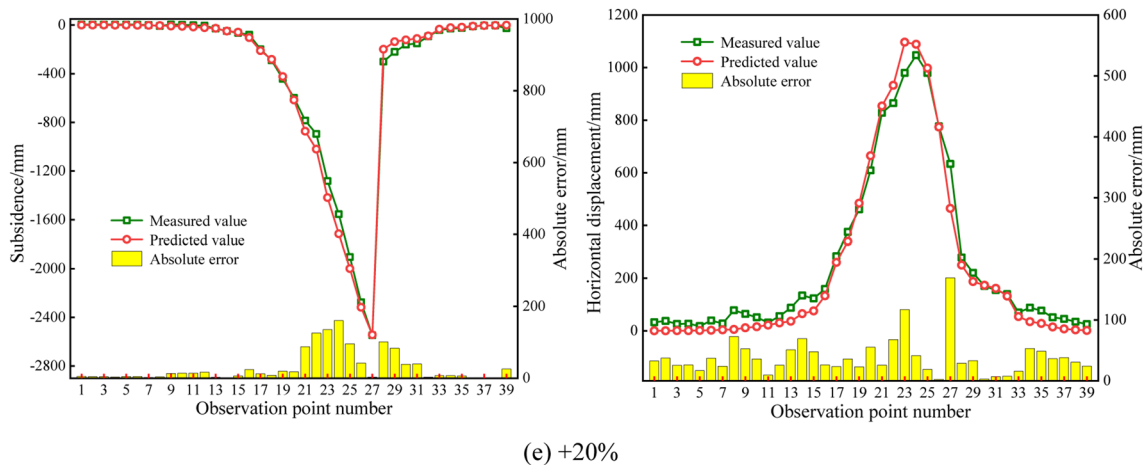 0
-400
-800
-1200
-1600
-2000
-2400
-2800
Subsidence/mm
Measured value
Predicted value
Absolute error
1000
800
600
400
200
0
Absolute error/mm
1 3 5 7 9 11 13 15 17 19 21 23 25 27 29 31 33 35 37 39
Observation point number
1200
1000
800
600
400
200
0
Horizontal displacement/mm
Measured value
Predicted value
Absolute error
600
500
400
300
200
100
0
Absolute error/mm
1 3 5 7 9 11 13 15 17 19 21 23 25 27 29 31 33 35 37 39
Observation point number
(e) +20%